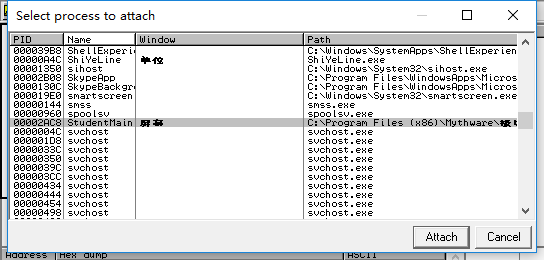 Select process to attach
PID Name Window Path
000039B8 ShellExperien C:\Windows\SystemApps\ShellExperien
00000A4C ShiYeLine 单位 ShiYeLine.exe
00001350 sihost C:\Windows\System32\sihost.exe
00002B08 SkypeApp C:\Program Files\WindowsApps\Micros
0000130C SkypeBackgr C:\Program Files\WindowsApps\Micros
000019E0 smartscreen C:\Windows\System32\smartscreen.exe
00000144 smss smss.exe
00000960 spoolsv spoolsv.exe
00002AC8 StudentMain C:\Program Files (x86)\Mythware\
0000004C svchost svchost.exe
000001D8 svchost svchost.exe
0000033C svchost svchost.exe
00000350 svchost svchost.exe
0000039C svchost svchost.exe
000003CC svchost svchost.exe
00000434 svchost svchost.exe
00000444 svchost svchost.exe
00000454 svchost svchost.exe
00000498 svchost svchost.exe
Attach Cancel
Address Hex dump ASCII